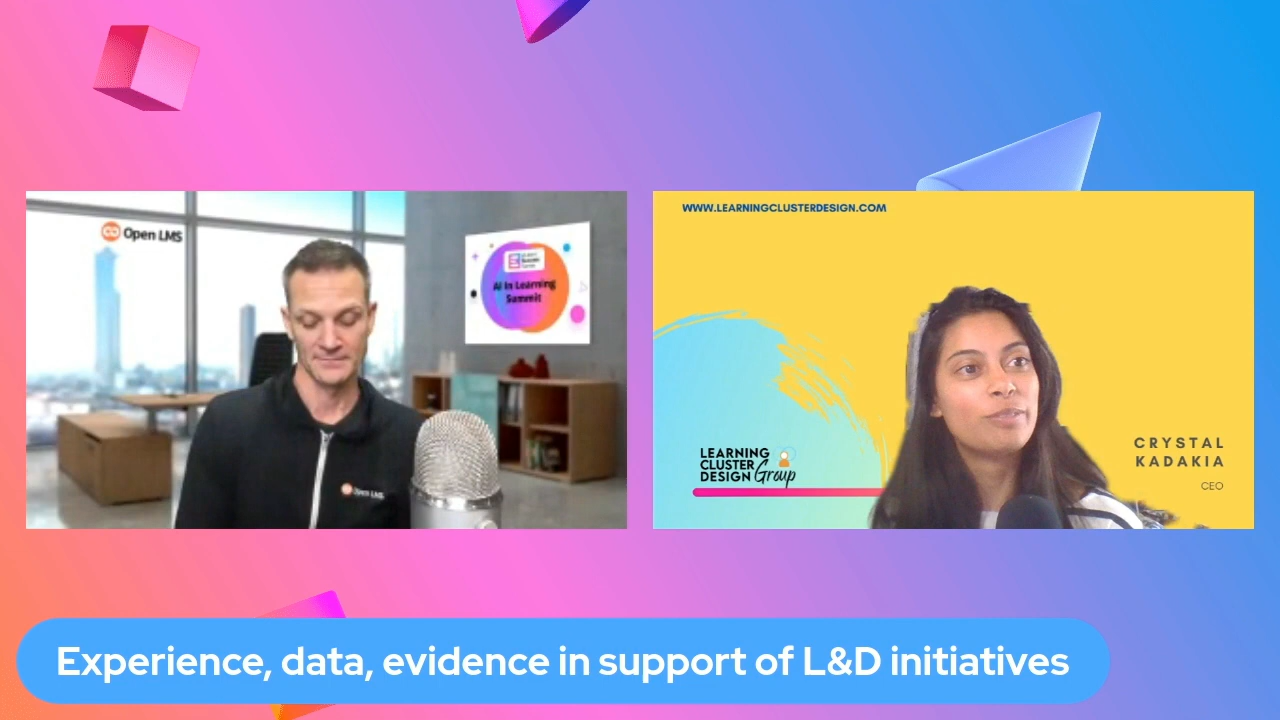 Open LMS
AI in Learning
Summit
Open LMS
WWW.LEARNINGCLUSTERDESIGN.COM
LEARNING
CLUSTER
DESIGN Group
CRYSTAL
KADAKIA
CEO
Experience, data, evidence in support of L&D initiatives